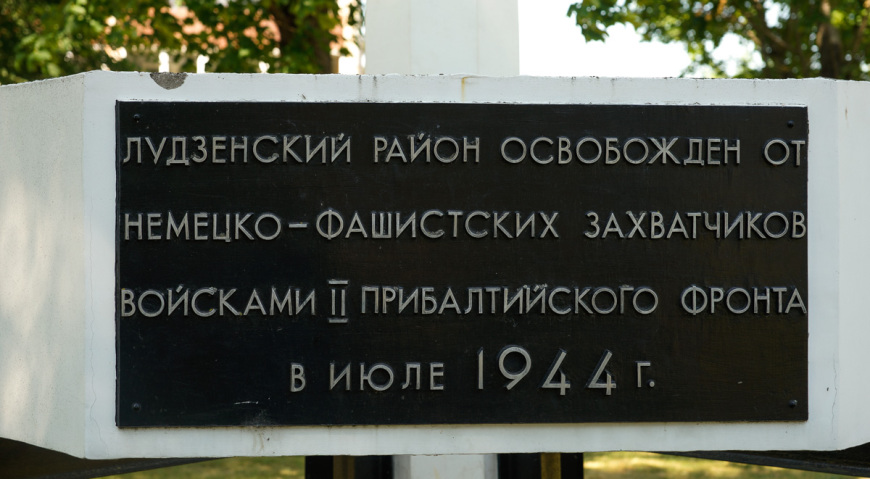 ЛУДЗЕНСКИЙ РАЙОН ОСВОБОЖДЕН ОТ
НЕМЕЦКО-ФАШИСТСКИХ ЗАХВАТЧИКОВ
ВОЙСКАМИ II ПРИБАЛТИЙСКОГО ФРОНТА
В ИЮЛЕ 1944 Г.